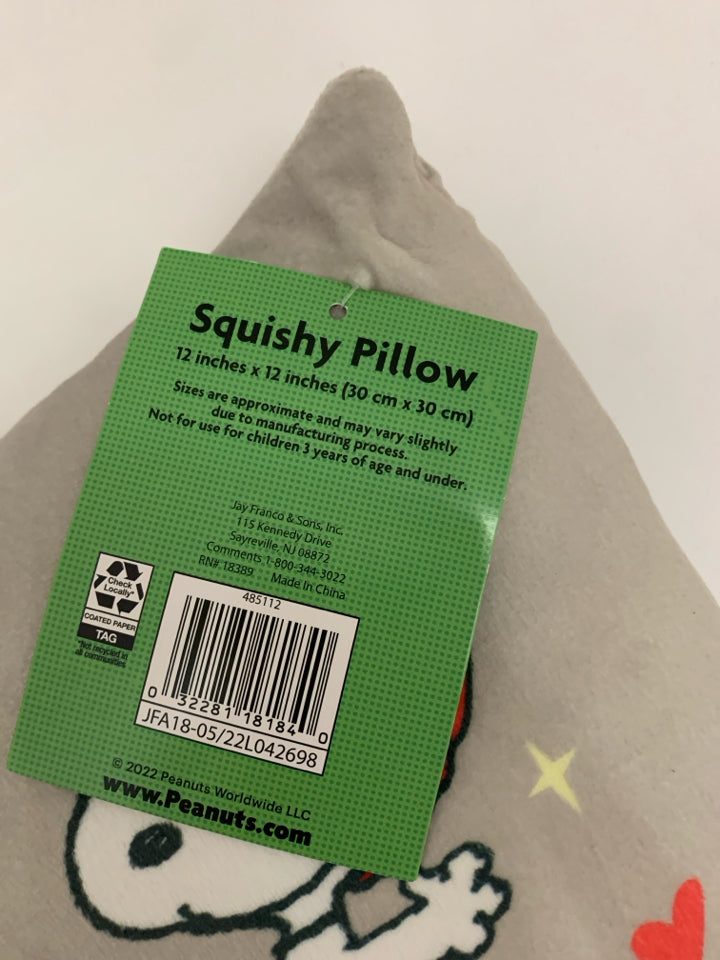 Squishy Pillow
12 inches x 12 inches (30 cm x 30 cm)
Sizes are approximate and may vary slightly
due to manufacturing process.
Not for use for children 3 years of age and under.
Jay Franco & Sons, Inc.
115 Kennedy Drive
Sayreville, NJ 08872
Comments 1-800-344-3022
RN# 18389 Made In China
Check
Locally*
COATED PAPER
TAG
*Not recycled in
all communities
485112
0 32281 18184 0
JFA18-05/22L042698
© 2022 Peanuts Worldwide LLC
www.Peanuts.com